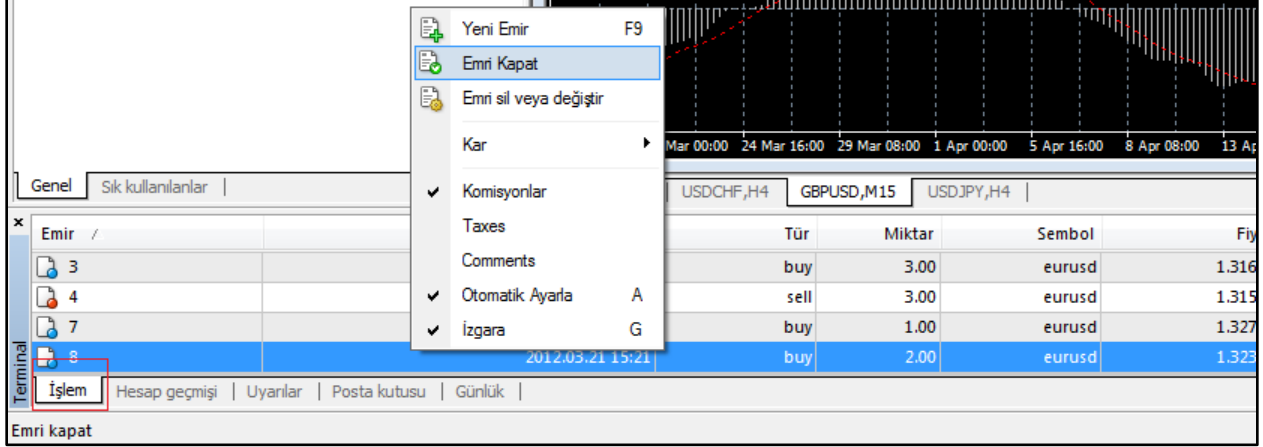 Yeni Emir F9
Emri Kapat
Emri sil veya değiştir
Kar
Komisyonlar
Taxes
Comments
Otomatik Ayarla A
Izgara G
Mar 00:00 24 Mar 16:00 29 Mar 08:00 1 Apr 00:00 5 Apr 16:00 8 Apr 08:00 13 Ap
Genel Sık kullanılanlar
USDCHF,H4 GBPUSD,M15 USDJPY,H4
Emir / Tür Miktar Sembol Fiy
3 buy 3.00 eurusd 1.316
4 sell 3.00 eurusd 1.315
7 buy 1.00 eurusd 1.327
8 2012.03.21 15:21 buy 2.00 eurusd 1.323
Terminal
İşlem Hesap geçmişi Uyarılar Posta kutusu Günlük
Emri kapat